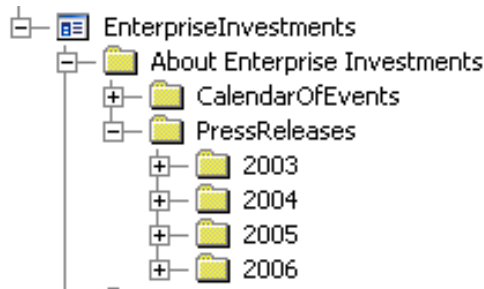 EnterpriseInvestments
About Enterprise Investments
CalendarOfEvents
PressReleases
2003
2004
2005
2006